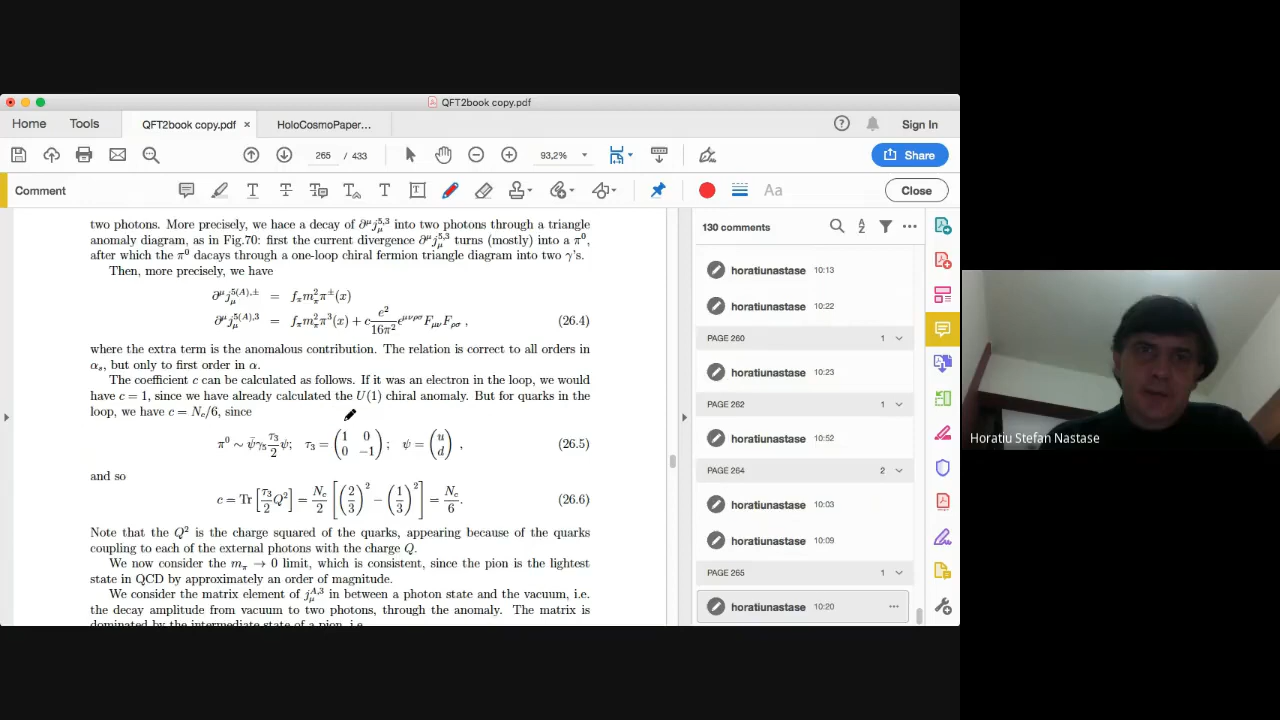 QFT2book copy.pdf
Home Tools QFT2book copy.pdf × HoloCosmoPaper... Sign In
265 / 433 93,2% Share
Comment Aa Close
two photons. More precisely, we hace a decay of ∂^μ j_μ^{5,3} into two photons through a triangle
anomaly diagram, as in Fig.70: first the current divergence ∂^μ j_μ^{5,3} turns (mostly) into a π^0,
after which the π^0 dacays through a one-loop chiral fermion triangle diagram into two γ's.
Then, more precisely, we have
∂^μ j_μ^{5(A),±} = f_π m_π^2 π^±(x)
∂^μ j_μ^{5(A),3} = f_π m_π^2 π^3(x) + c e^2/16π^2 ε^{μνρσ} F_{μν} F_{ρσ} , (26.4)
where the extra term is the anomalous contribution. The relation is correct to all orders in
α_s, but only to first order in α.
The coefficient c can be calculated as follows. If it was an electron in the loop, we would
have c = 1, since we have already calculated the U(1) chiral anomaly. But for quarks in the
loop, we have c = N_c/6, since
π^0 ∼ ψ̄γ_5 τ_3/2 ψ; τ_3 = (1 0 0 −1); ψ = (u d) , (26.5)
and so
c = Tr [τ_3/2 Q^2] = N_c/2 [(2/3)^2 − (1/3)^2] = N_c/6. (26.6)
Note that the Q^2 is the charge squared of the quarks, appearing because of the quarks
coupling to each of the external photons with the charge Q.
We now consider the m_π → 0 limit, which is consistent, since the pion is the lightest
state in QCD by approximately an order of magnitude.
We consider the matrix element of j_μ^{A,3} in between a photon state and the vacuum, i.e.
the decay amplitude from vacuum to two photons, through the anomaly. The matrix is
dominated by the intermediate state of a pion, i.e.
130 comments
horatiunastase 10:13
horatiunastase 10:22
PAGE 260 1
horatiunastase 10:23
PAGE 262 1
horatiunastase 10:52
PAGE 264 2
horatiunastase 10:03
horatiunastase 10:09
PAGE 265 1
horatiunastase 10:20
Horatiu Stefan Nastase